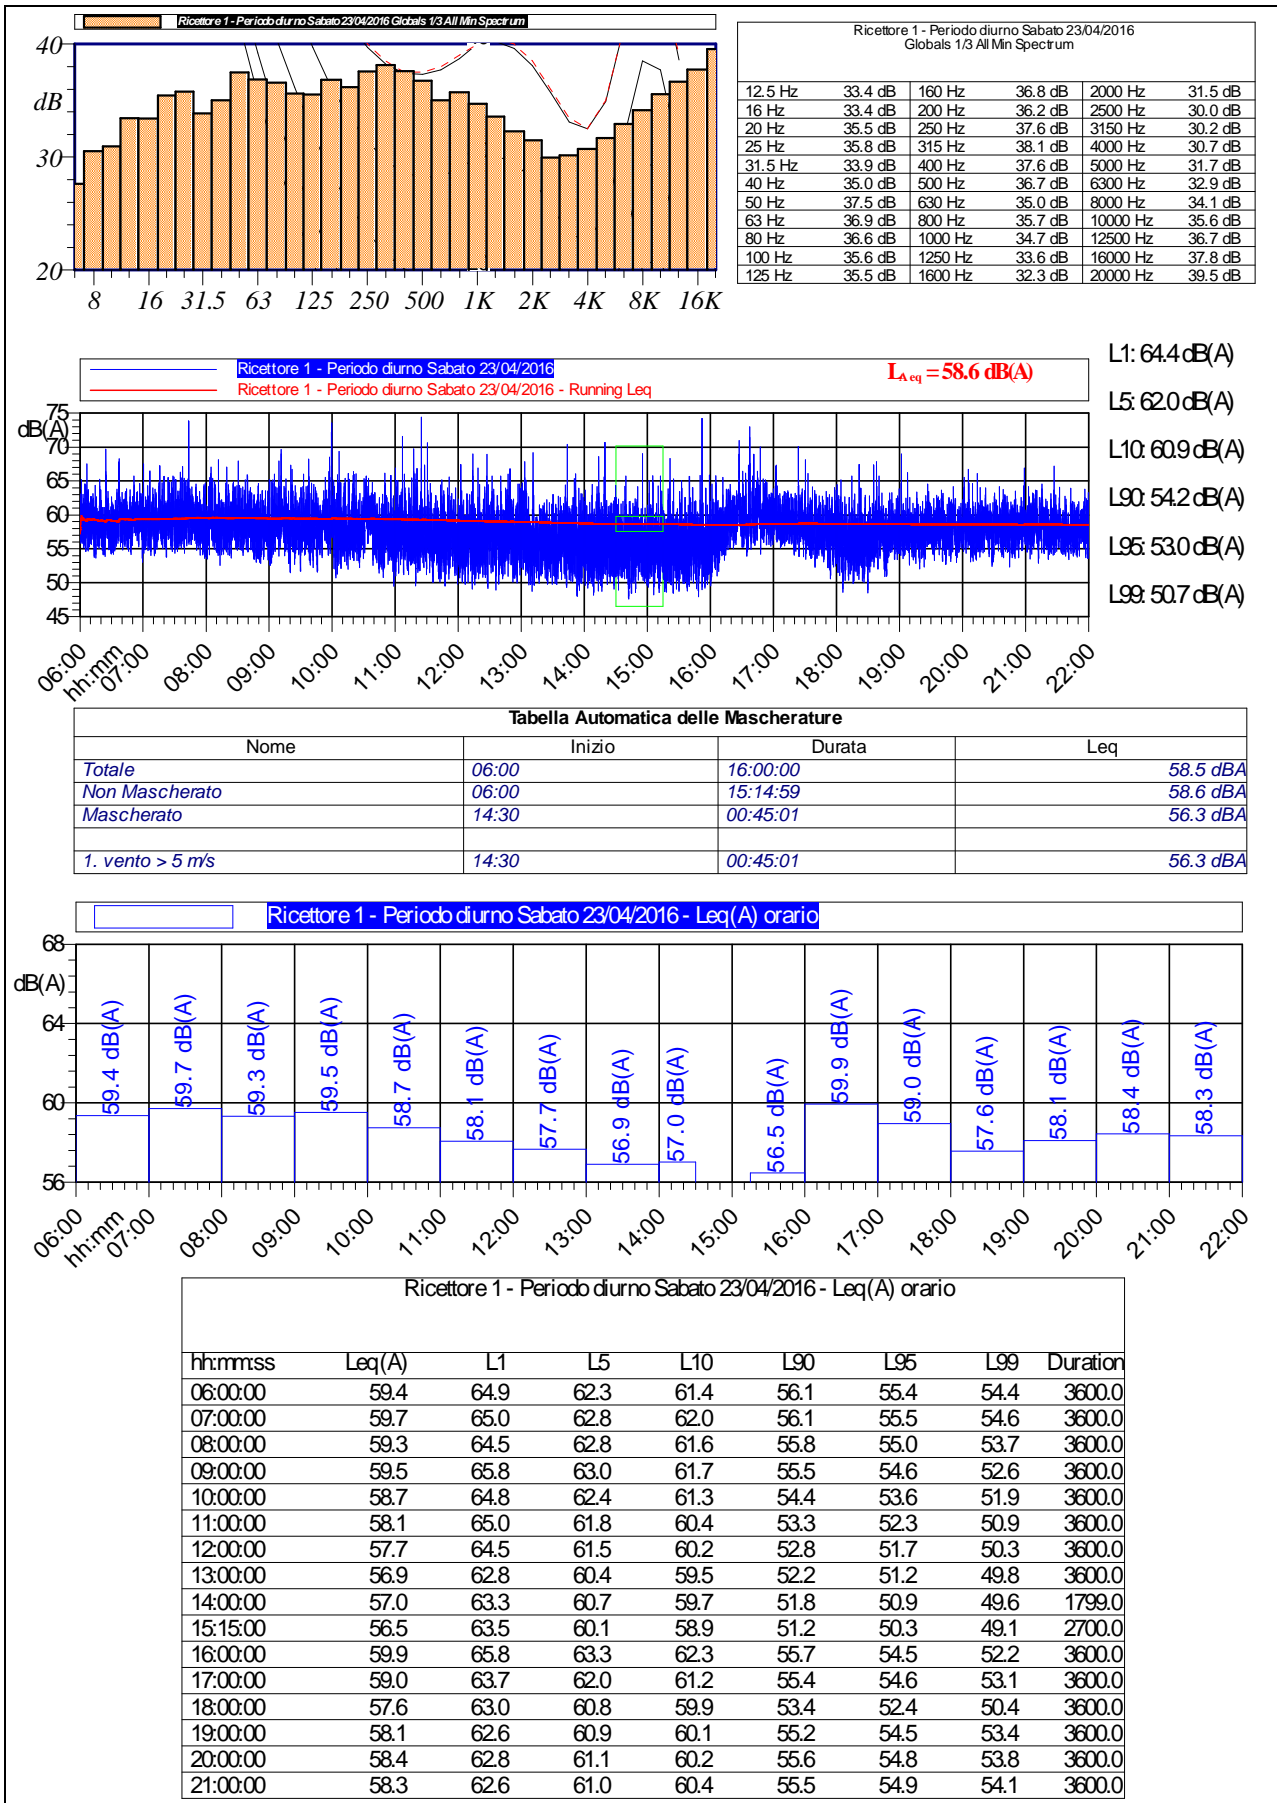 Ricettore 1 - Periodo diurno Sabato 23/04/2016 Globals 1/3 All Min Spectrum
40
dB
30
20
8 16 31.5 63 125 250 500 1K 2K 4K 8K 16K
Ricettore 1 - Periodo diurno Sabato 23/04/2016
Globals 1/3 All Min Spectrum
12.5 Hz 33.4 dB 160 Hz 36.8 dB 2000 Hz 31.5 dB
16 Hz 33.4 dB 200 Hz 36.2 dB 2500 Hz 30.0 dB
20 Hz 35.5 dB 250 Hz 37.6 dB 3150 Hz 30.2 dB
25 Hz 35.8 dB 315 Hz 38.1 dB 4000 Hz 30.7 dB
31.5 Hz 33.9 dB 400 Hz 37.6 dB 5000 Hz 31.7 dB
40 Hz 35.0 dB 500 Hz 36.7 dB 6300 Hz 32.9 dB
50 Hz 37.5 dB 630 Hz 35.0 dB 8000 Hz 34.1 dB
63 Hz 36.9 dB 800 Hz 35.7 dB 10000 Hz 35.6 dB
80 Hz 36.6 dB 1000 Hz 34.7 dB 12500 Hz 36.7 dB
100 Hz 35.6 dB 1250 Hz 33.6 dB 16000 Hz 37.8 dB
125 Hz 35.5 dB 1600 Hz 32.3 dB 20000 Hz 39.5 dB
Ricettore 1 - Periodo diurno Sabato 23/04/2016
Ricettore 1 - Periodo diurno Sabato 23/04/2016 - Running Leq
LAeq = 58.6 dB(A)
L1: 64.4 dB(A)
L5: 62.0 dB(A)
L10: 60.9 dB(A)
L90: 54.2 dB(A)
L95: 53.0 dB(A)
L99: 50.7 dB(A)
75
dB(A)
70
65
60
55
50
45
06:00 07:00 08:00 09:00 10:00 11:00 12:00 13:00 14:00 15:00 16:00 17:00 18:00 19:00 20:00 21:00 22:00
hh:mm
Tabella Automatica delle Mascherature
Nome Inizio Durata Leq
Totale 06:00 16:00:00 58.5 dBA
Non Mascherato 06:00 15:14:59 58.6 dBA
Mascherato 14:30 00:45:01 56.3 dBA
1. vento > 5 m/s 14:30 00:45:01 56.3 dBA
Ricettore 1 - Periodo diurno Sabato 23/04/2016 - Leq(A) orario
68
dB(A)
64
60
56
59.4 dB(A) 59.7 dB(A) 59.3 dB(A) 59.5 dB(A) 58.7 dB(A) 58.1 dB(A) 57.7 dB(A) 56.9 dB(A) 57.0 dB(A) 56.5 dB(A) 59.9 dB(A) 59.0 dB(A) 57.6 dB(A) 58.1 dB(A) 58.4 dB(A) 58.3 dB(A)
06:00 07:00 08:00 09:00 10:00 11:00 12:00 13:00 14:00 15:00 16:00 17:00 18:00 19:00 20:00 21:00 22:00
hh:mm
Ricettore 1 - Periodo diurno Sabato 23/04/2016 - Leq(A) orario
hh:mm:ss Leq(A) L1 L5 L10 L90 L95 L99 Duration
06:00:00 59.4 64.9 62.3 61.4 56.1 55.4 54.4 3600.0
07:00:00 59.7 65.0 62.8 62.0 56.1 55.5 54.6 3600.0
08:00:00 59.3 64.5 62.8 61.6 55.8 55.0 53.7 3600.0
09:00:00 59.5 65.8 63.0 61.7 55.5 54.6 52.6 3600.0
10:00:00 58.7 64.8 62.4 61.3 54.4 53.6 51.9 3600.0
11:00:00 58.1 65.0 61.8 60.4 53.3 52.3 50.9 3600.0
12:00:00 57.7 64.5 61.5 60.2 52.8 51.7 50.3 3600.0
13:00:00 56.9 62.8 60.4 59.5 52.2 51.2 49.8 3600.0
14:00:00 57.0 63.3 60.7 59.7 51.8 50.9 49.6 1799.0
15:15:00 56.5 63.5 60.1 58.9 51.2 50.3 49.1 2700.0
16:00:00 59.9 65.8 63.3 62.3 55.7 54.5 52.2 3600.0
17:00:00 59.0 63.7 62.0 61.2 55.4 54.6 53.1 3600.0
18:00:00 57.6 63.0 60.8 59.9 53.4 52.4 50.4 3600.0
19:00:00 58.1 62.6 60.9 60.1 55.2 54.5 53.4 3600.0
20:00:00 58.4 62.8 61.1 60.2 55.6 54.8 53.8 3600.0
21:00:00 58.3 62.6 61.0 60.4 55.5 54.9 54.1 3600.0